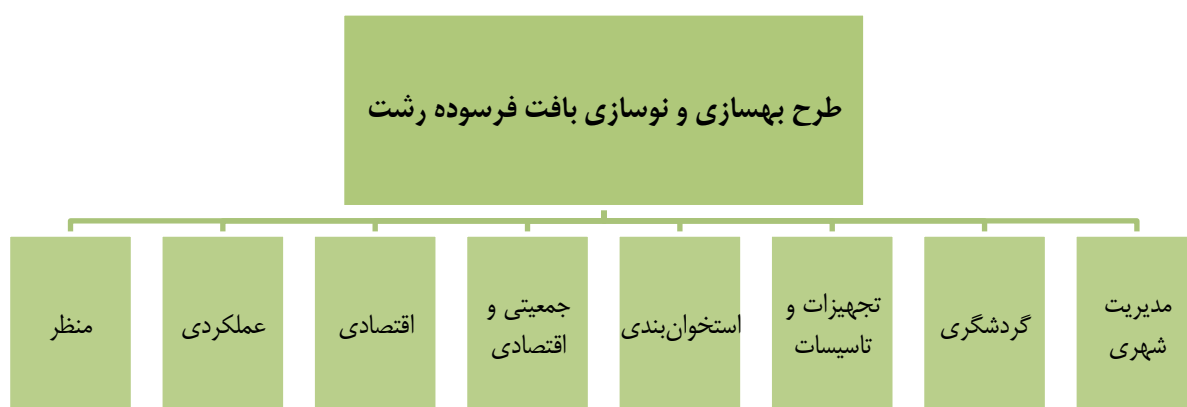 طرح بهسازی و نوسازی بافت فرسوده رشت
مدیریت
شهری
گردشگری
تجهیزات و
تاسیسات
استخوان‌بندی
جمعیتی و
اقتصادی
اقتصادی
عملکردی
منظر